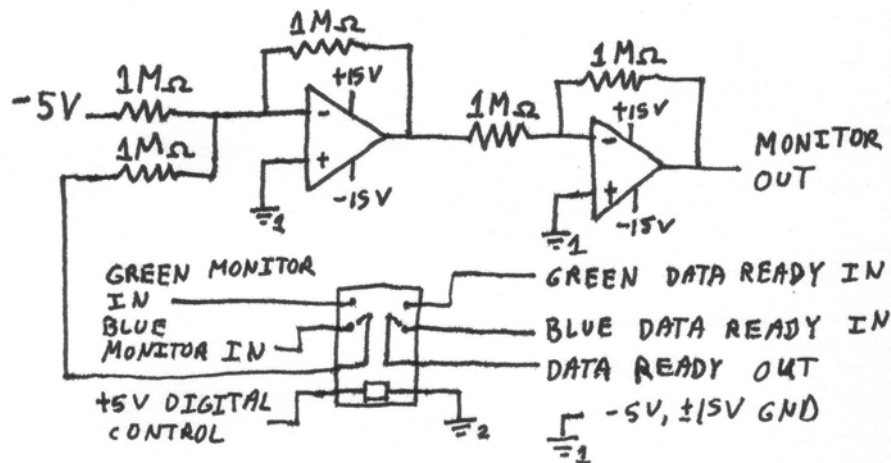 1MΩ
1MΩ
+15V
-5V
1MΩ
-
+
-15V
1
1MΩ
1MΩ
+15V
-
+
-15V
1
MONITOR
OUT
GREEN MONITOR
IN
BLUE
MONITOR IN
+5V DIGITAL
CONTROL
2
GREEN DATA READY IN
BLUE DATA READY IN
DATA READY OUT
1
-5V, ±15V GND